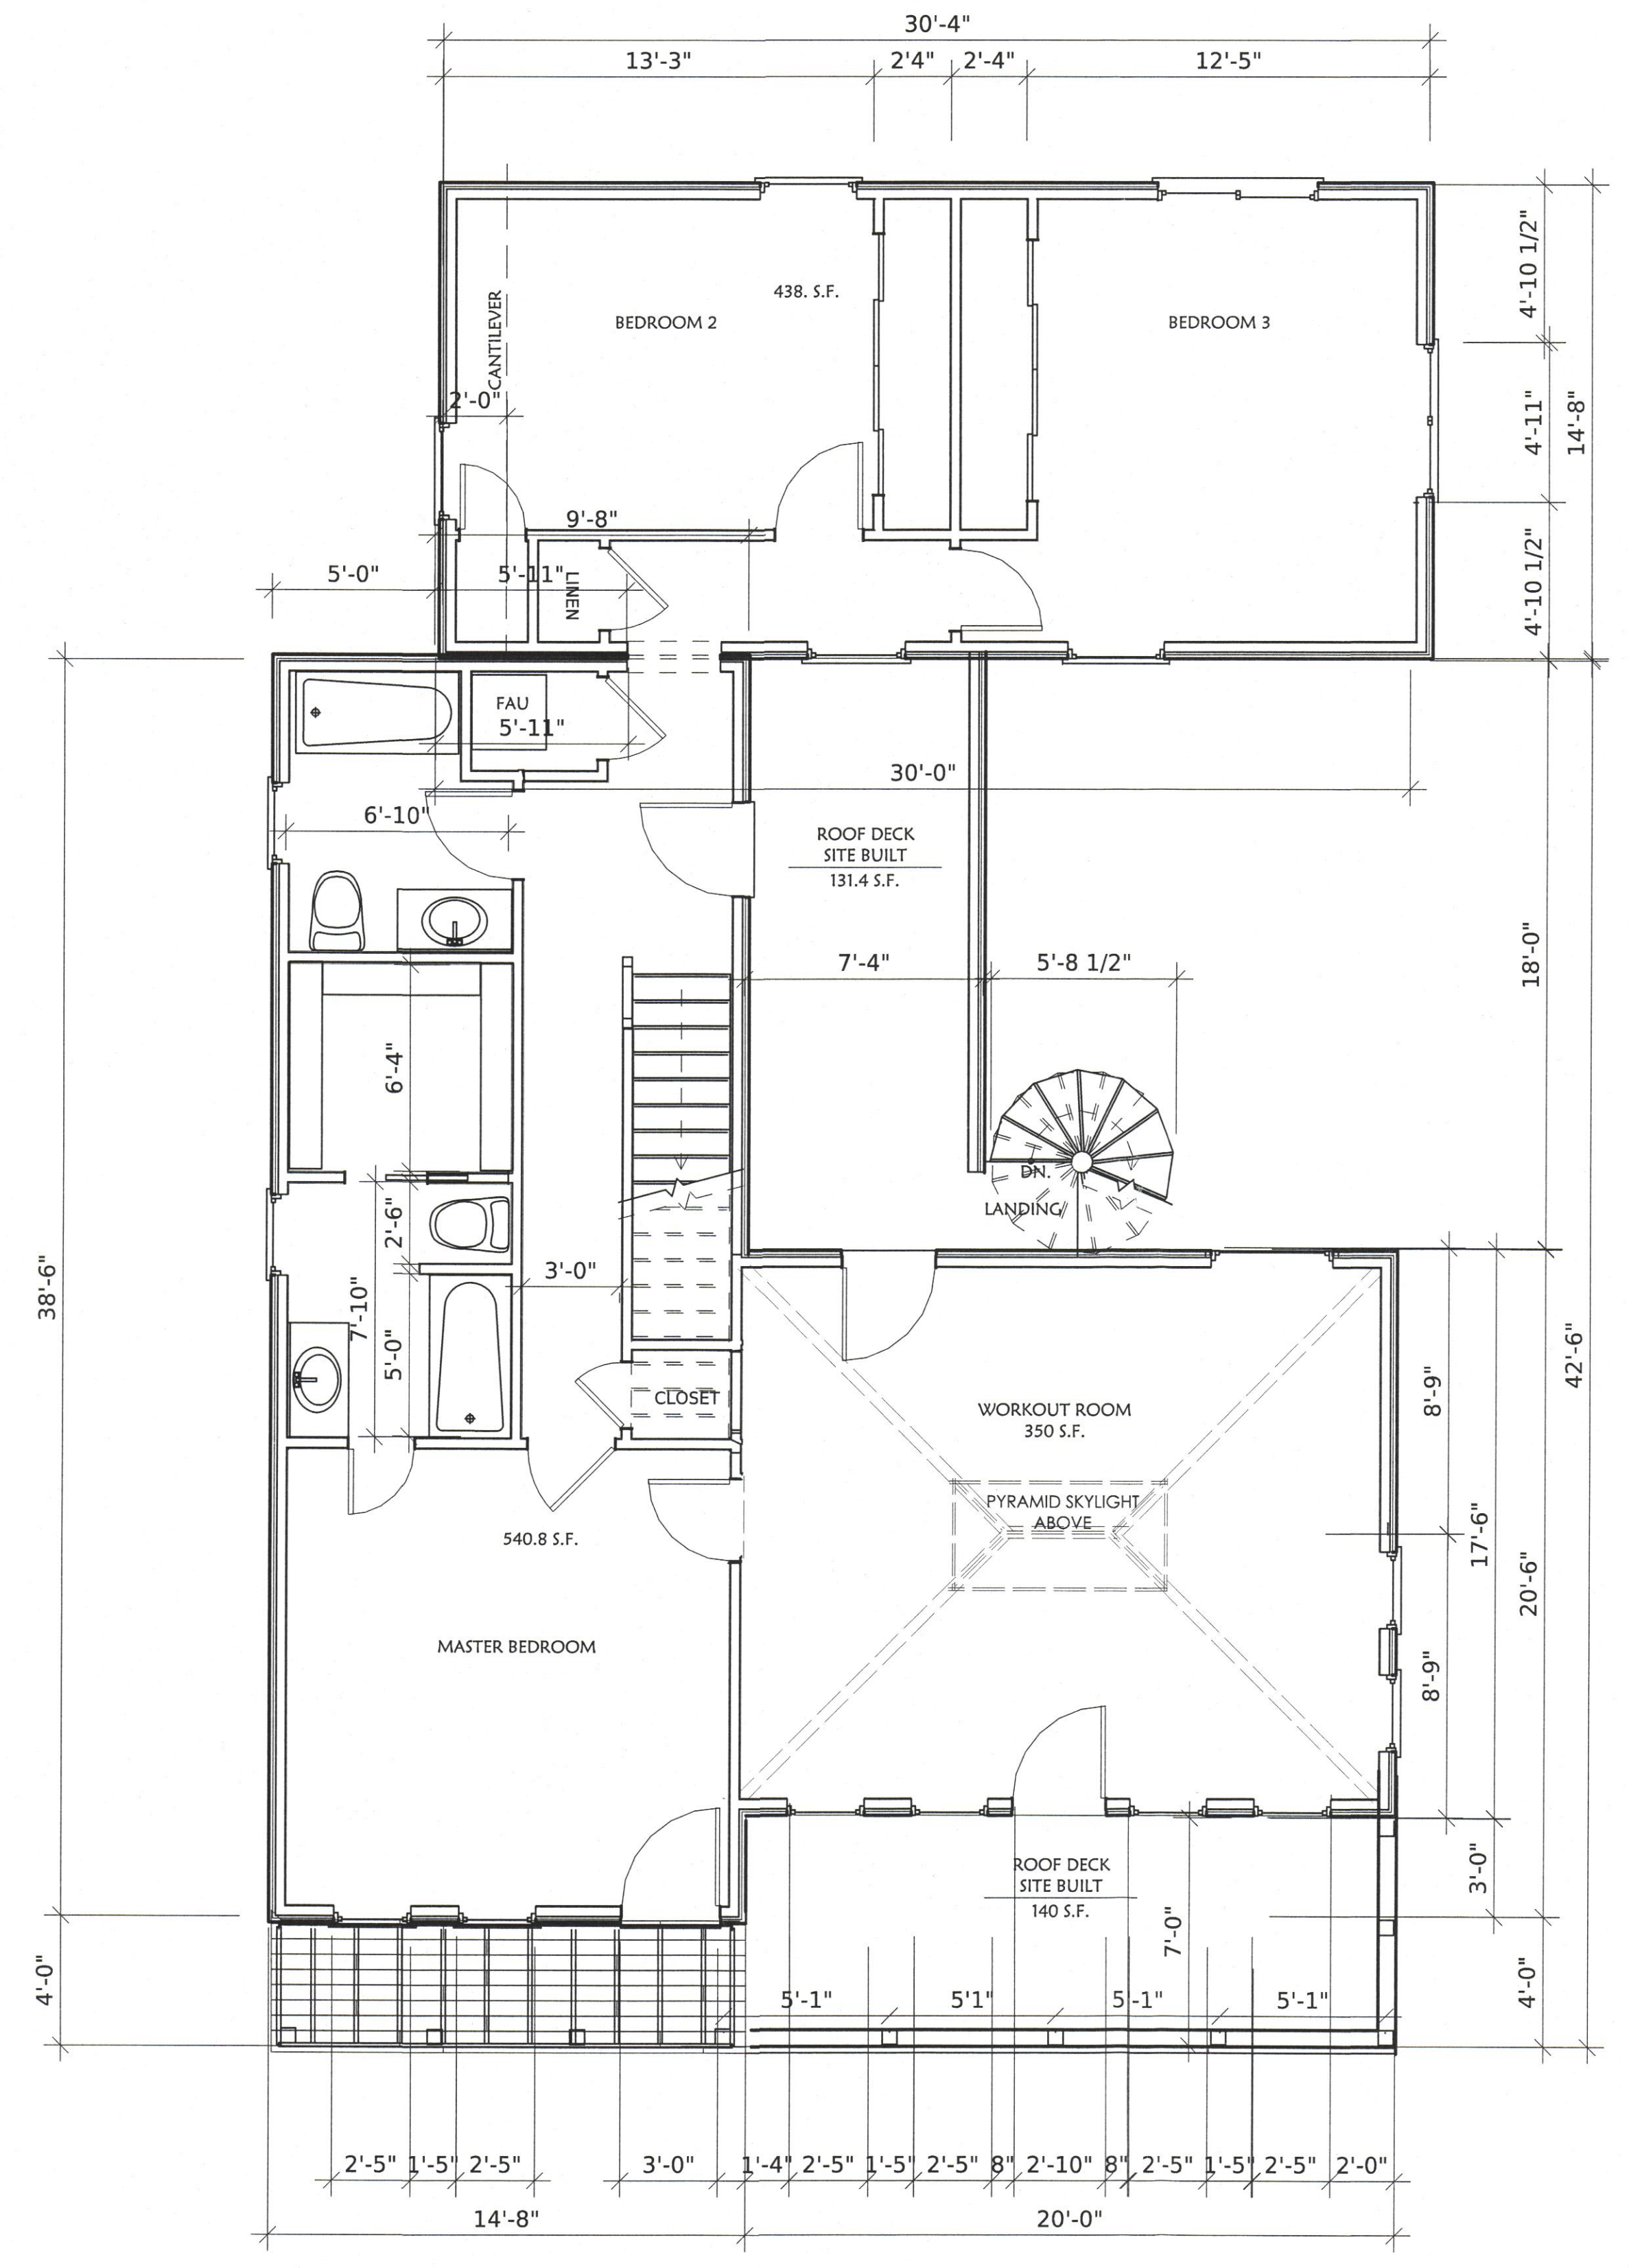 30'-4"
13'-3" 2'4" 2'-4" 12'-5"
4'-10 1/2"
438. S.F.
BEDROOM 2
BEDROOM 3
CANTILEVER
2'-0"
4'-11"
14'-8"
9'-8"
5'-0"
5'-11"
LINEN
4'-10 1/2"
FAU
5'-11"
30'-0"
6'-10"
ROOF DECK
SITE BUILT
131.4 S.F.
7'-4"
5'-8 1/2"
18'-0"
6'-4"
DN.
LANDING
2'-6"
3'-0"
38'-6"
7'-10"
5'-0"
42'-6"
8'-9"
CLOSET
WORKOUT ROOM
350 S.F.
PYRAMID SKYLIGHT
ABOVE
17'-6"
540.8 S.F.
20'-6"
MASTER BEDROOM
8'-9"
ROOF DECK
SITE BUILT
140 S.F.
3'-0"
7'-0"
4'-0"
4'-0"
5'-1" 5'1" 5'-1" 5'-1"
2'-5" 1'-5" 2'-5" 3'-0" 1'-4" 2'-5" 1'-5" 2'-5" 8" 2'-10" 8" 2'-5" 1'-5" 2'-5" 2'-0"
14'-8" 20'-0"